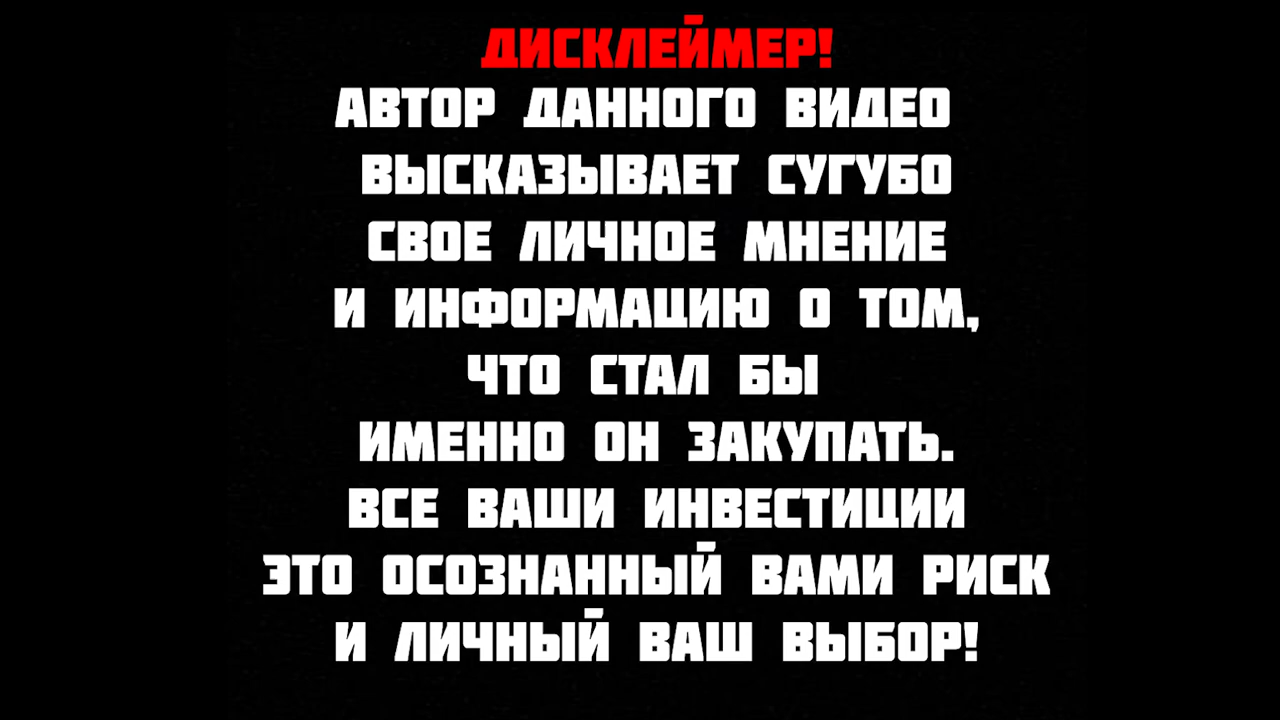 ДИСКЛЕЙМЕР!
АВТОР ДАННОГО ВИДЕО
ВЫСКАЗЫВАЕТ СУГУБО
СВОЕ ЛИЧНОЕ МНЕНИЕ
И ИНФОРМАЦИЮ О ТОМ,
ЧТО СТАЛ БЫ
ИМЕННО ОН ЗАКУПАТЬ.
ВСЕ ВАШИ ИНВЕСТИЦИИ
ЭТО ОСОЗНАННЫЙ ВАМИ РИСК
И ЛИЧНЫЙ ВАШ ВЫБОР!